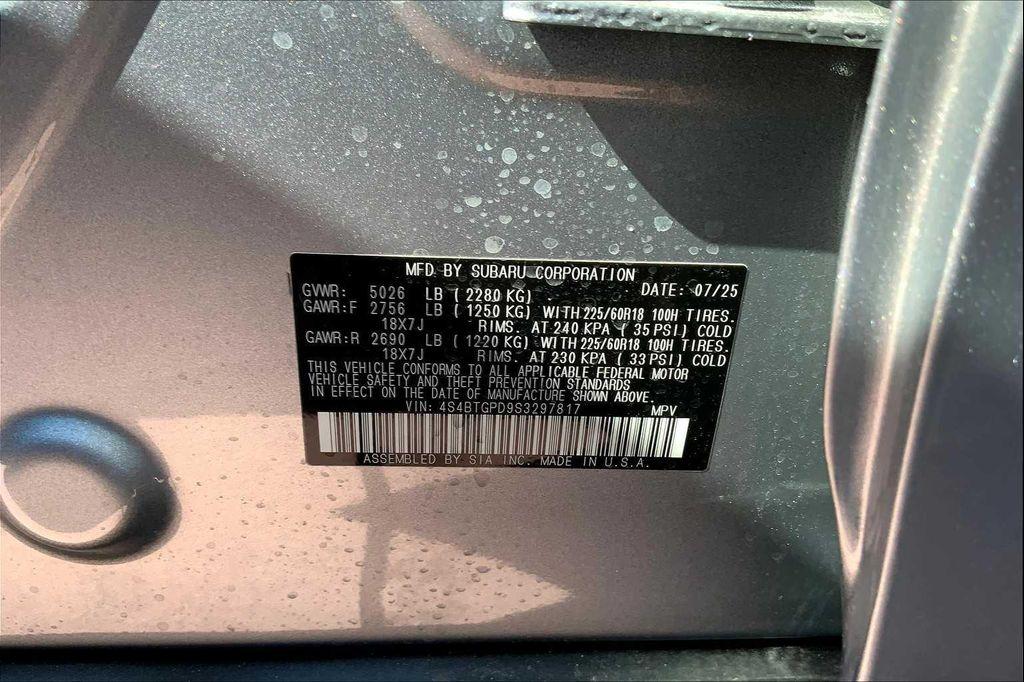 MFD. BY SUBARU CORPORATION
GVWR: 5026 LB ( 2280 KG) DATE: 07/25
GAWR:F 2756 LB ( 1250 KG) WITH 225/60R18 100H TIRES.
18X7J RIMS. AT 240 KPA ( 35 PSI) COLD
GAWR:R 2690 LB ( 1220 KG) WITH 225/60R18 100H TIRES.
18X7J RIMS. AT 230 KPA ( 33 PSI) COLD
THIS VEHICLE CONFORMS TO ALL APPLICABLE FEDERAL MOTOR
VEHICLE SAFETY AND THEFT PREVENTION STANDARDS
IN EFFECT ON THE DATE OF MANUFACTURE SHOWN ABOVE.
VIN: 4S4BTGPD9S3297817 MPV
ASSEMBLED BY SIA INC. MADE IN U.S.A.